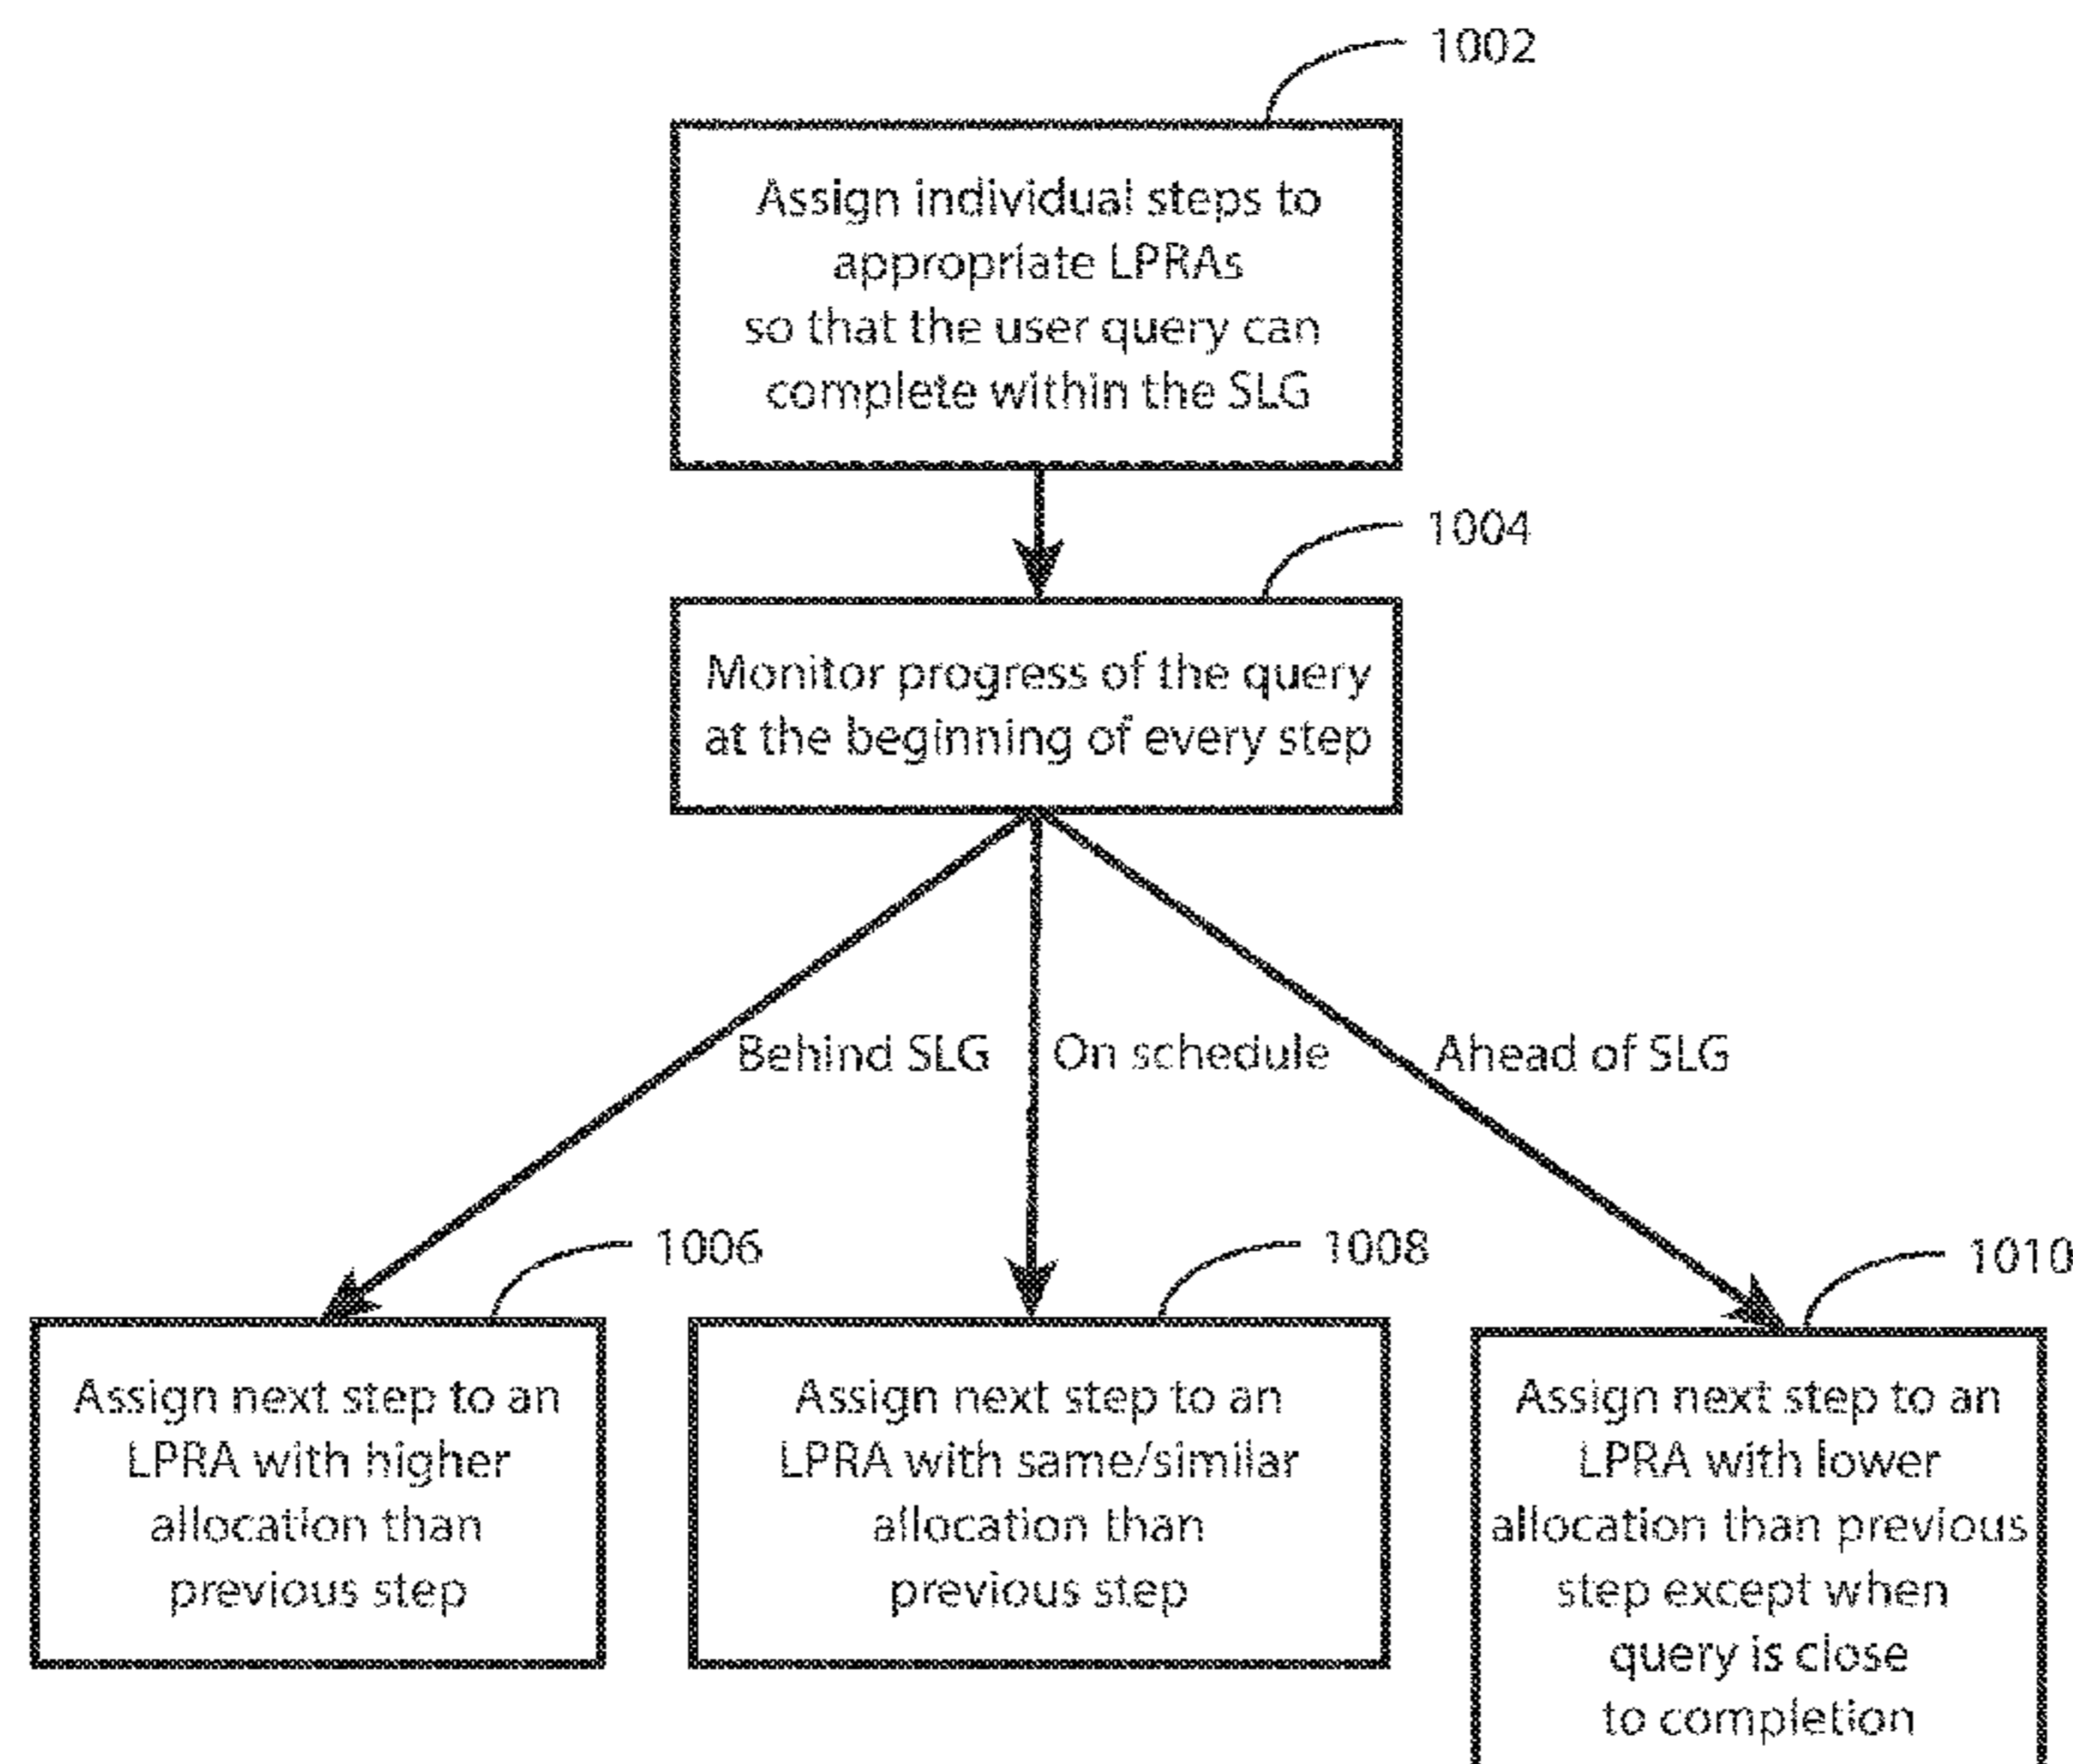 1002
Assign individual steps to
appropriate LPRAs
so that the user query can
complete within the SLG
1004
Monitor progress of the query
at the beginning of every step
Behind SLG
On schedule
Ahead of SLG
1006
Assign next step to an
LPRA with higher
allocation than
previous step
1008
Assign next step to an
LPRA with same/similar
allocation than
previous step
1010
Assign next step to an
LPRA with lower
allocation than previous
step except when
query is close
to completion